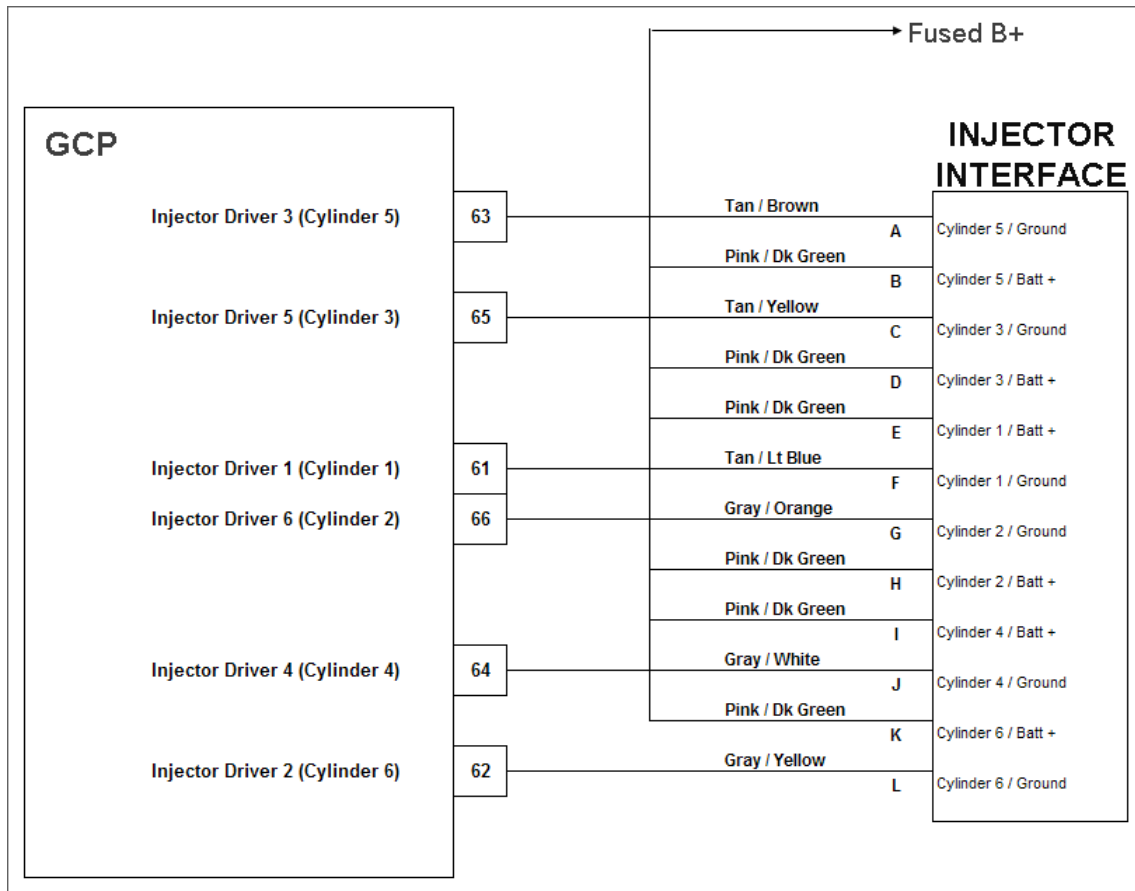 Fused B+
GCP
INJECTOR
INTERFACE
Injector Driver 3 (Cylinder 5)
63
Tan / Brown
A
Cylinder 5 / Ground
Pink / Dk Green
B
Cylinder 5 / Batt +
Injector Driver 5 (Cylinder 3)
65
Tan / Yellow
C
Cylinder 3 / Ground
Pink / Dk Green
D
Cylinder 3 / Batt +
Pink / Dk Green
E
Cylinder 1 / Batt +
Injector Driver 1 (Cylinder 1)
61
Tan / Lt Blue
F
Cylinder 1 / Ground
Injector Driver 6 (Cylinder 2)
66
Gray / Orange
G
Cylinder 2 / Ground
Pink / Dk Green
H
Cylinder 2 / Batt +
Pink / Dk Green
I
Cylinder 4 / Batt +
Injector Driver 4 (Cylinder 4)
64
Gray / White
J
Cylinder 4 / Ground
Pink / Dk Green
K
Cylinder 6 / Batt +
Injector Driver 2 (Cylinder 6)
62
Gray / Yellow
L
Cylinder 6 / Ground